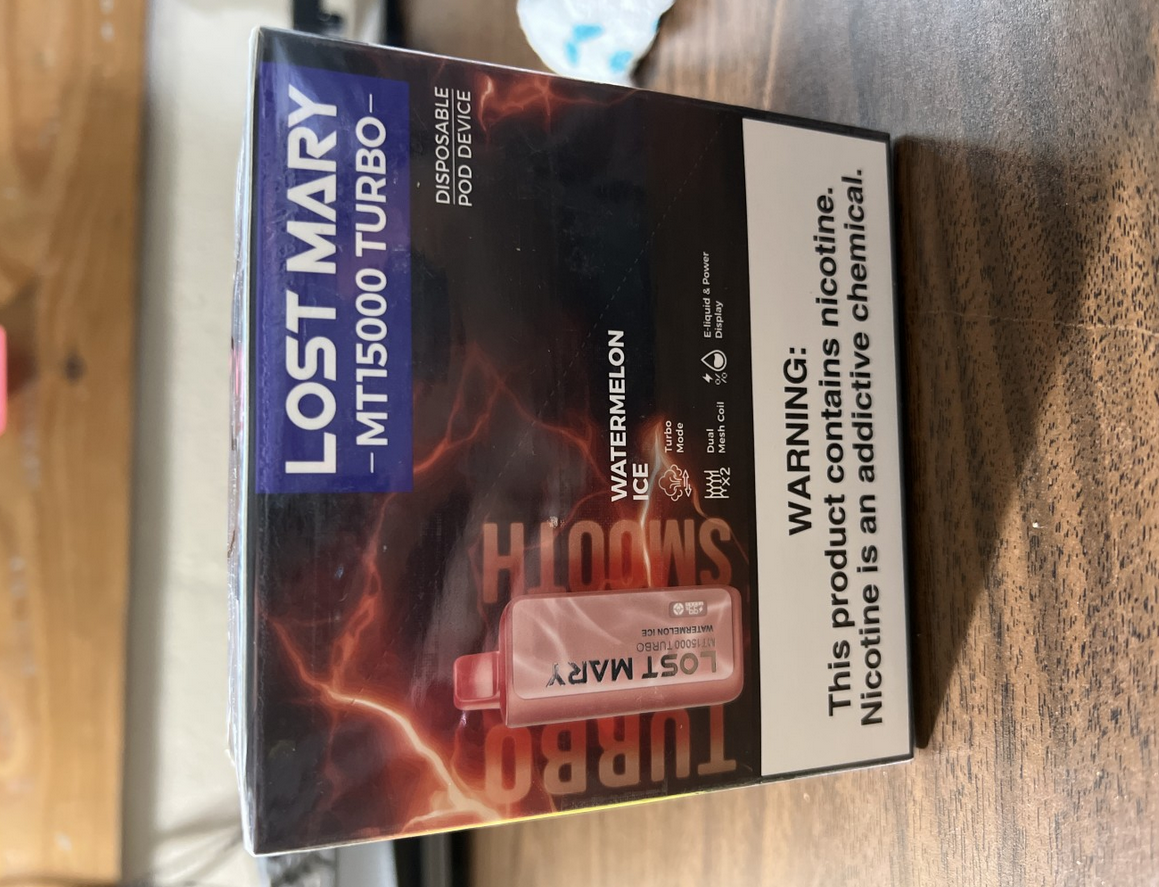 LOST MARY
MT15000 TURBO
DISPOSABLE
POD DEVICE
WATERMELON
ICE
Turbo
Mode
Dual
Mesh Coil
X2
E-liquid & Power
Display
TURBO
SMOOTH
LOST MARY
MT15000 TURBO
WATERMELON ICE
WARNING:
This product contains nicotine.
Nicotine is an addictive chemical.